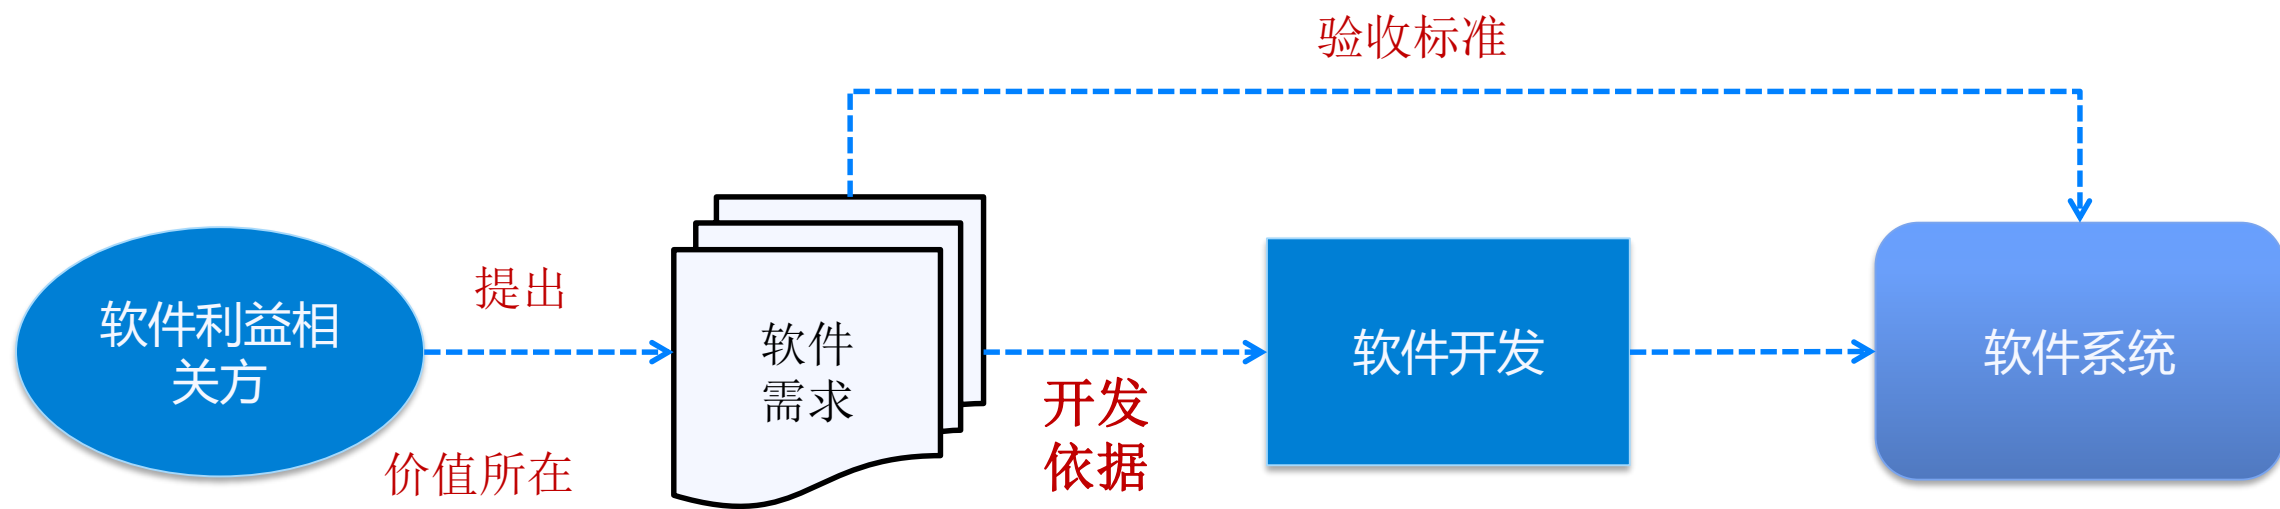 验收标准
提出
软件利益相
关方
价值所在
软件
需求
开发
依据
软件开发
软件系统